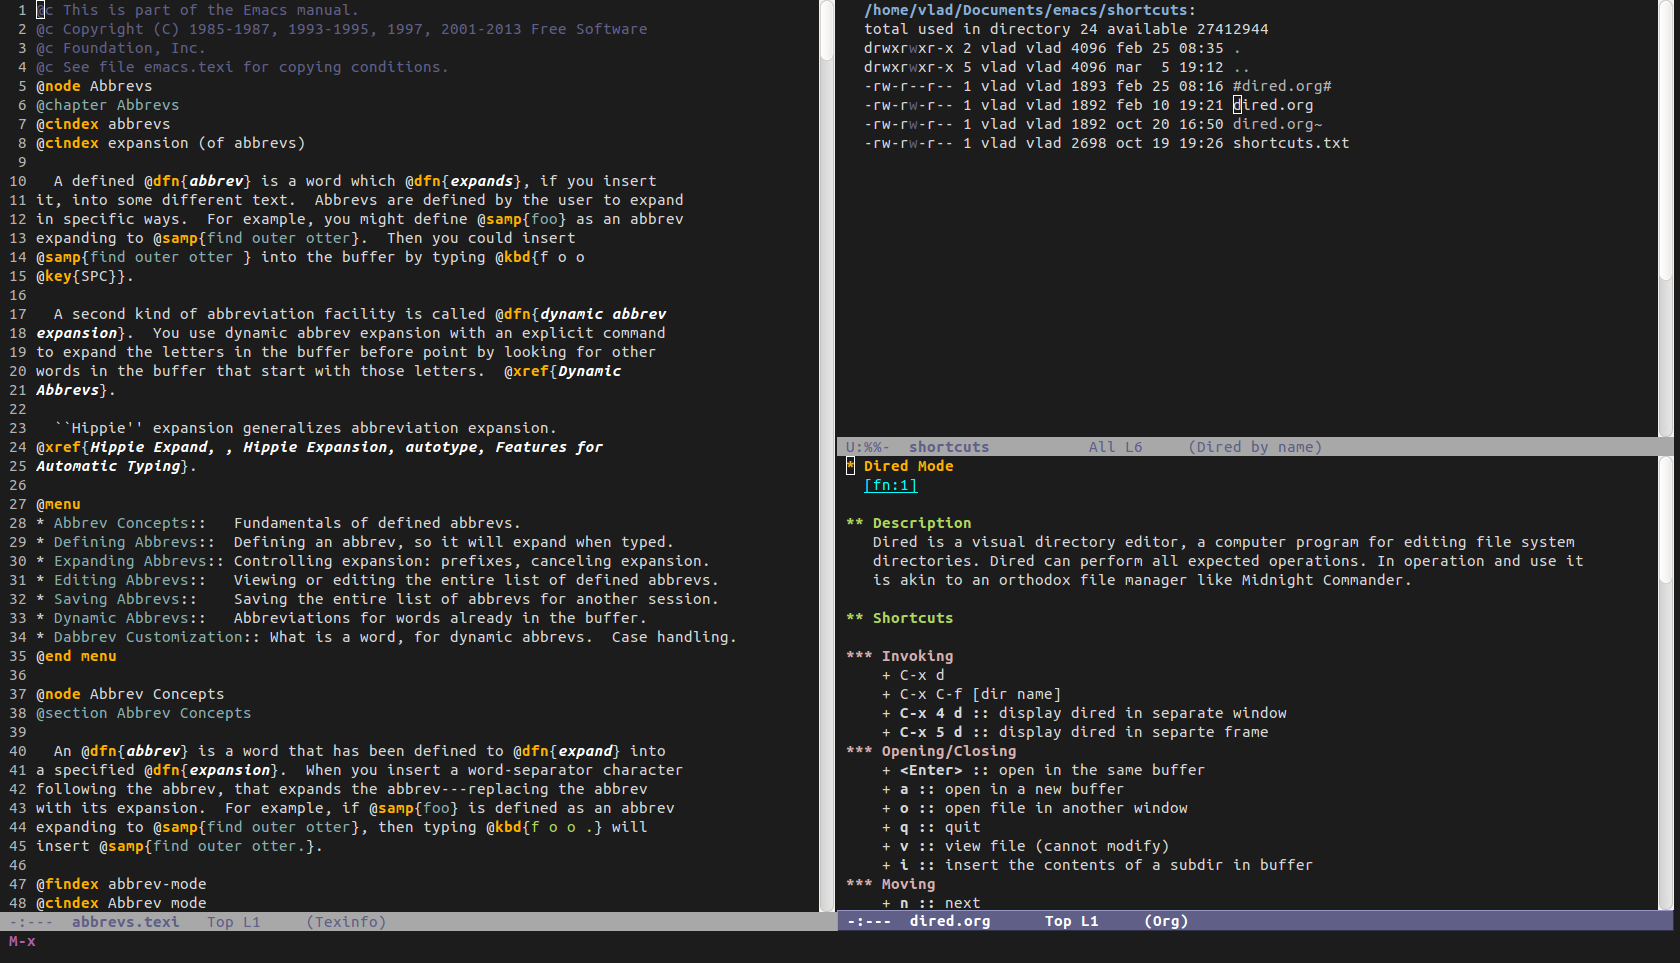 1 @c This is part of the Emacs manual.
2 @c Copyright (C) 1985-1987, 1993-1995, 1997, 2001-2013 Free Software
3 @c Foundation, Inc.
4 @c See file emacs.texi for copying conditions.
5 @node Abbrevs
6 @chapter Abbrevs
7 @cindex abbrevs
8 @cindex expansion (of abbrevs)
9
10   A defined @dfn{abbrev} is a word which @dfn{expands}, if you insert
11 it, into some different text.  Abbrevs are defined by the user to expand
12 in specific ways.  For example, you might define @samp{foo} as an abbrev
13 expanding to @samp{find outer otter}.  Then you could insert
14 @samp{find outer otter } into the buffer by typing @kbd{f o o
15 @key{SPC}}.
16
17   A second kind of abbreviation facility is called @dfn{dynamic abbrev
18 expansion}.  You use dynamic abbrev expansion with an explicit command
19 to expand the letters in the buffer before point by looking for other
20 words in the buffer that start with those letters.  @xref{Dynamic
21 Abbrevs}.
22
23   ``Hippie'' expansion generalizes abbreviation expansion.
24 @xref{Hippie Expand, , Hippie Expansion, autotype, Features for
25 Automatic Typing}.
26
27 @menu
28 * Abbrev Concepts::   Fundamentals of defined abbrevs.
29 * Defining Abbrevs::  Defining an abbrev, so it will expand when typed.
30 * Expanding Abbrevs:: Controlling expansion: prefixes, canceling expansion.
31 * Editing Abbrevs::   Viewing or editing the entire list of defined abbrevs.
32 * Saving Abbrevs::    Saving the entire list of abbrevs for another session.
33 * Dynamic Abbrevs::   Abbreviations for words already in the buffer.
34 * Dabbrev Customization:: What is a word, for dynamic abbrevs.  Case handling.
35 @end menu
36
37 @node Abbrev Concepts
38 @section Abbrev Concepts
39
40   An @dfn{abbrev} is a word that has been defined to @dfn{expand} into
41 a specified @dfn{expansion}.  When you insert a word-separator character
42 following the abbrev, that expands the abbrev---replacing the abbrev
43 with its expansion.  For example, if @samp{foo} is defined as an abbrev
44 expanding to @samp{find outer otter}, then typing @kbd{f o o .} will
45 insert @samp{find outer otter.}.
46
47 @findex abbrev-mode
48 @cindex Abbrev mode
-:---  abbrevs.texi   Top L1     (Texinfo)
M-x
/home/vlad/Documents/emacs/shortcuts:
total used in directory 24 available 27412944
drwxrwxr-x 2 vlad vlad 4096 feb 25 08:35 .
drwxrwxr-x 5 vlad vlad 4096 mar  5 19:12 ..
-rw-r--r-- 1 vlad vlad 1893 feb 25 08:16 #dired.org#
-rw-rw-r-- 1 vlad vlad 1892 feb 10 19:21 dired.org
-rw-rw-r-- 1 vlad vlad 1892 oct 20 16:50 dired.org~
-rw-rw-r-- 1 vlad vlad 2698 oct 19 19:26 shortcuts.txt
U:%%-  shortcuts           All L6     (Dired by name)
* Dired Mode
[fn:1]
** Description
Dired is a visual directory editor, a computer program for editing file system
directories. Dired can perform all expected operations. In operation and use it
is akin to an orthodox file manager like Midnight Commander.
** Shortcuts
*** Invoking
+ C-x d
+ C-x C-f [dir name]
+ C-x 4 d :: display dired in separate window
+ C-x 5 d :: display dired in separte frame
*** Opening/Closing
+ <Enter> :: open in the same buffer
+ a :: open in a new buffer
+ o :: open file in another window
+ q :: quit
+ v :: view file (cannot modify)
+ i :: insert the contents of a subdir in buffer
*** Moving
+ n :: next
-:---  dired.org      Top L1     (Org)